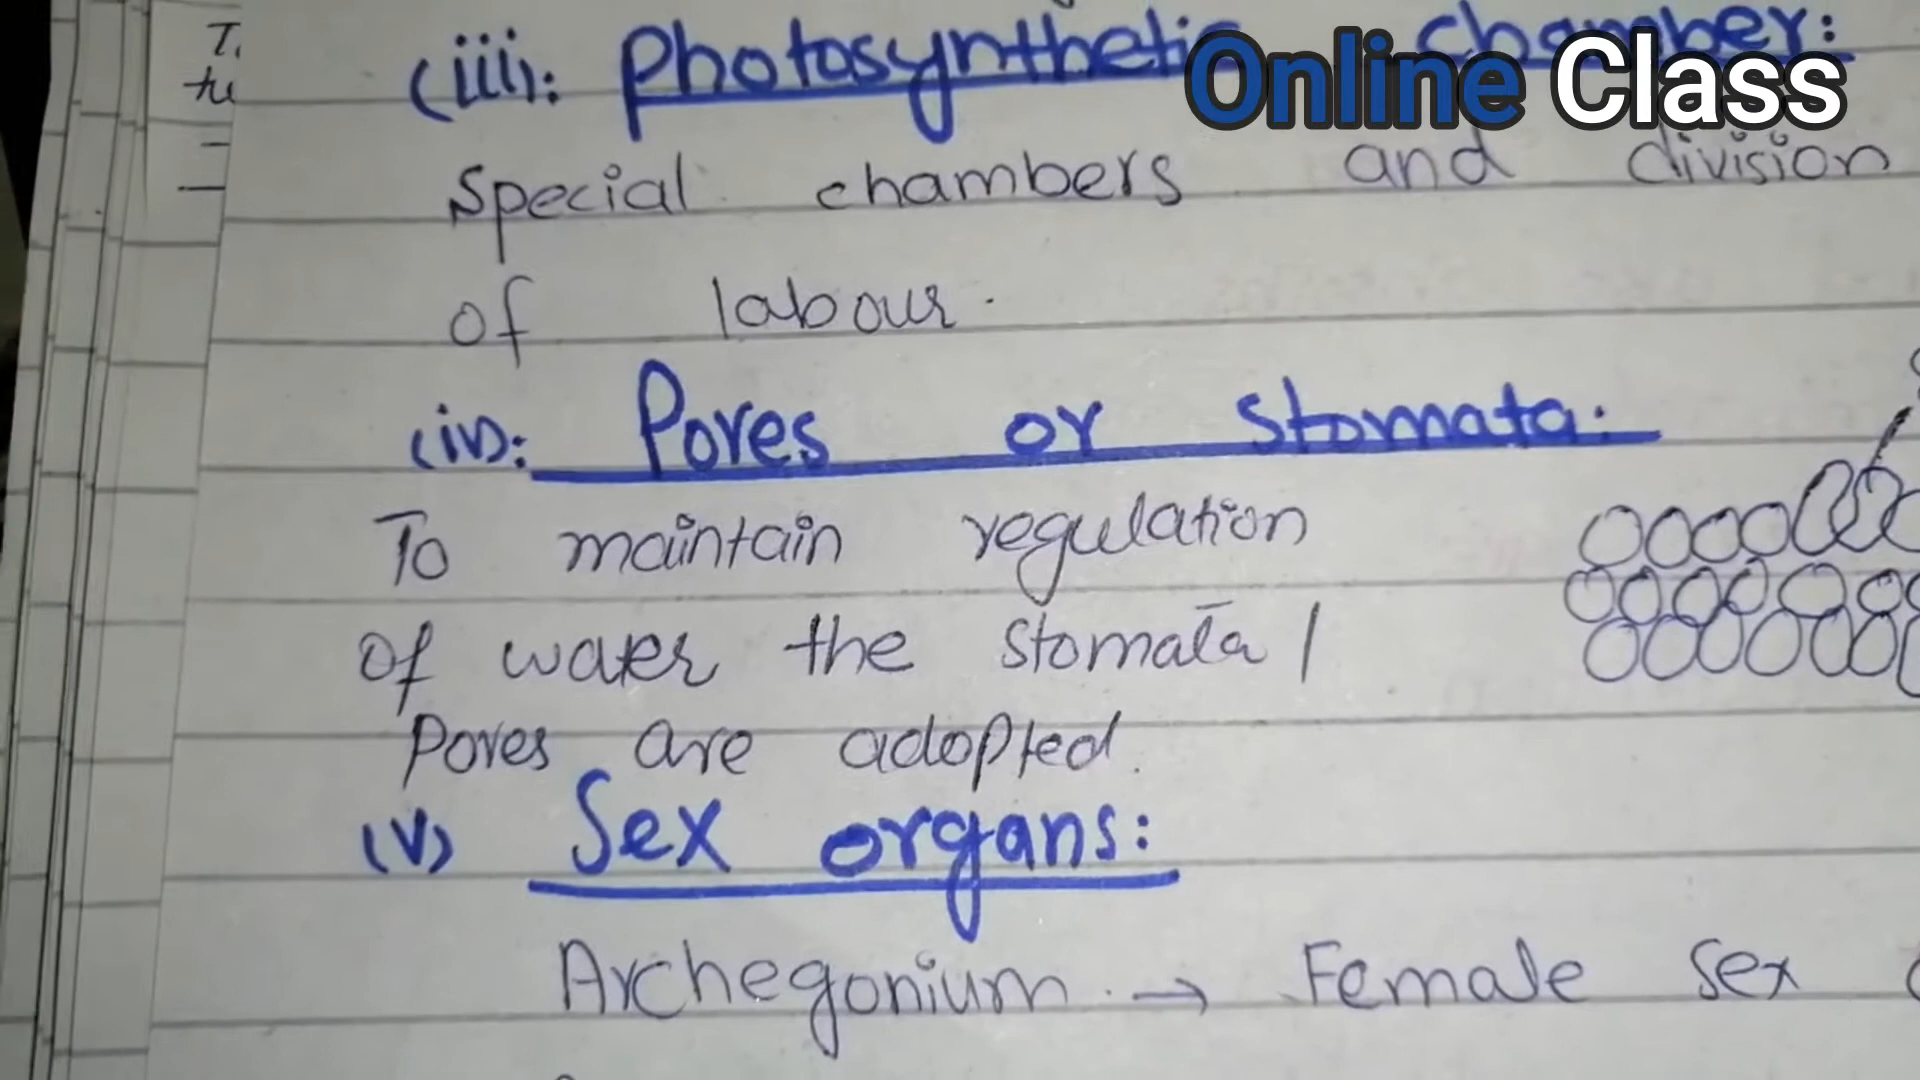 (iii): Photosynthetic Chamber:
Online Class
Special chambers and division
of labour.
(iv): Pores or Stomata.
To maintain regulation
of water the stomata /
Pores are adopted.
(v) Sex organs:
Archegonium → Female Sex